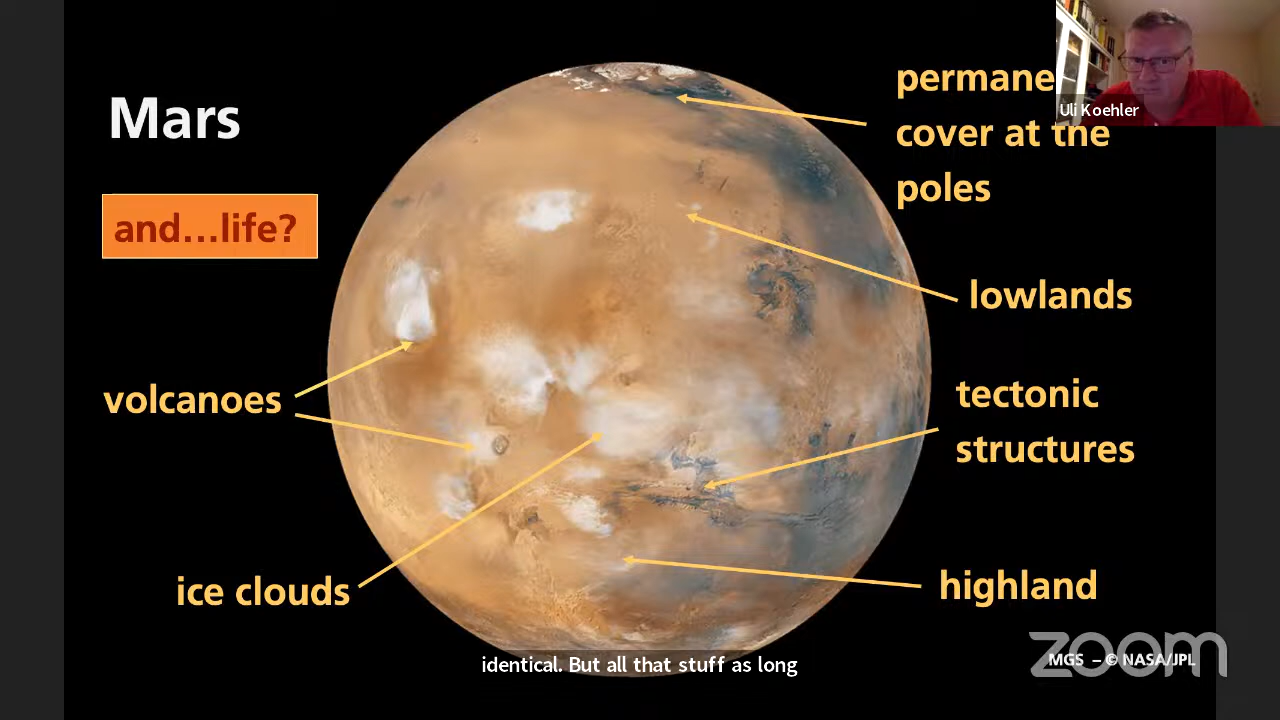 Mars
and...life?
permane
cover at the
poles
Uli Koehler
lowlands
tectonic
structures
volcanoes
ice clouds
highland
identical. But all that stuff as long
MGS – © NASA/JPL
zoom